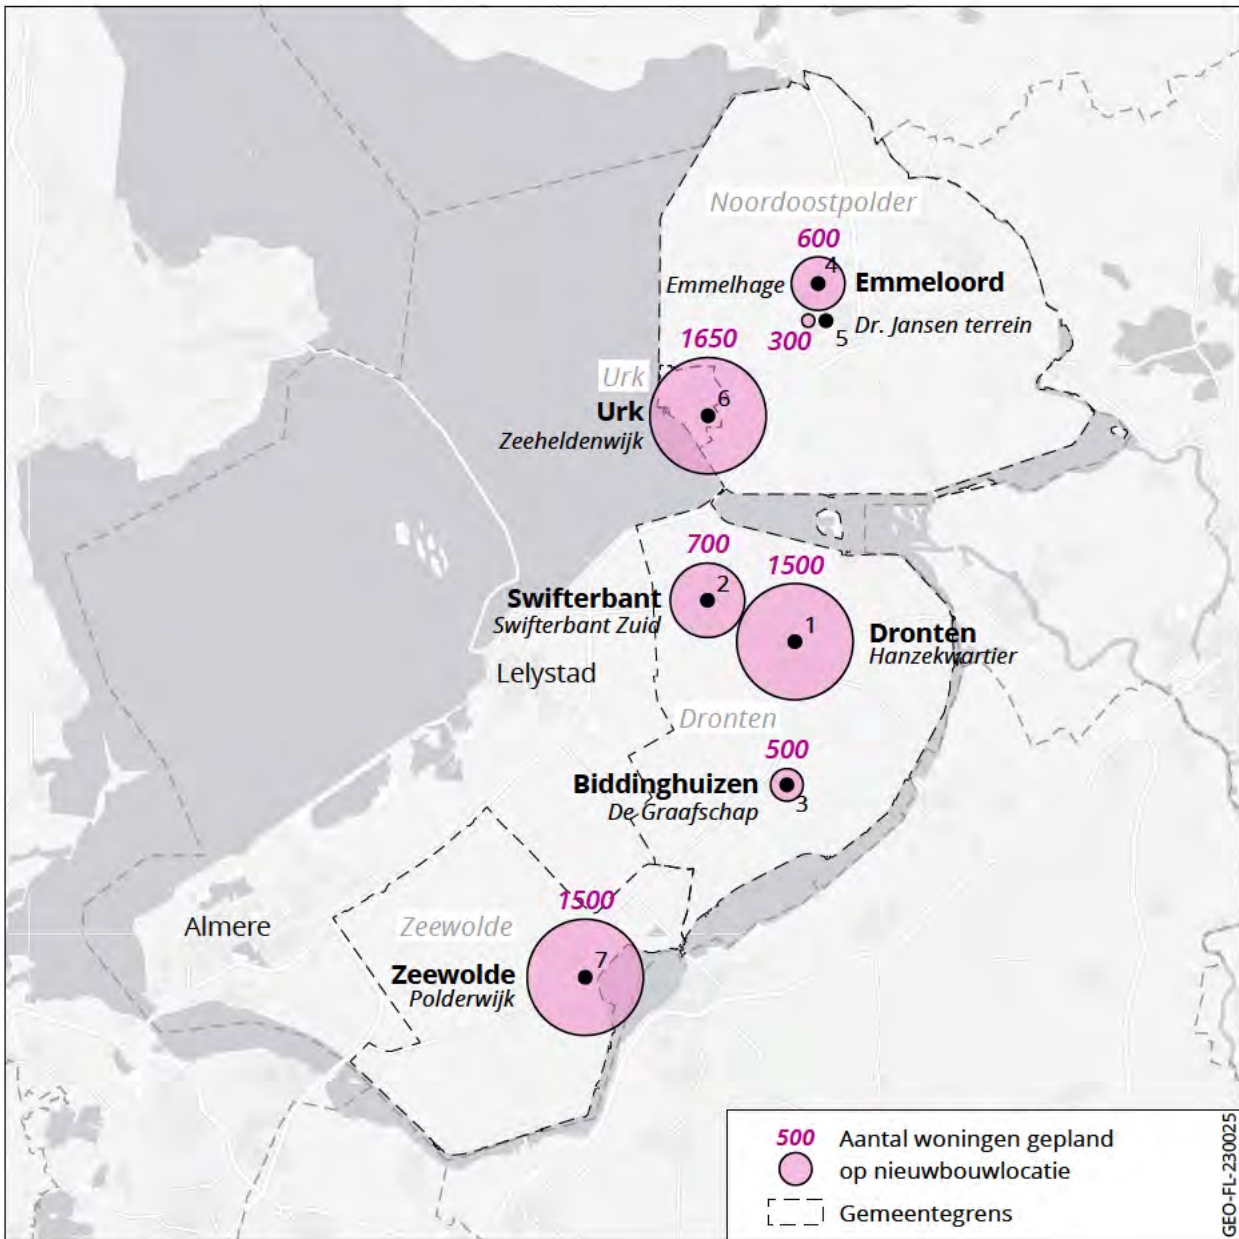 Noordoostpolder
600
4
Emmelhage
Emmeloord
300
5
Dr. Jansen terrein
1650
Urk
6
Urk
Zeeheldenwijk
700
2
Swifterbant
Swifterbant Zuid
1500
1
Dronten
Hanzekwartier
Lelystad
Dronten
500
Biddinghuizen
3
De Graafschap
1500
Almere
Zeewolde
7
Zeewolde
Polderwijk
500 Aantal woningen gepland
op nieuwbouwlocatie
Gemeentegrens
GEO-FL-230025